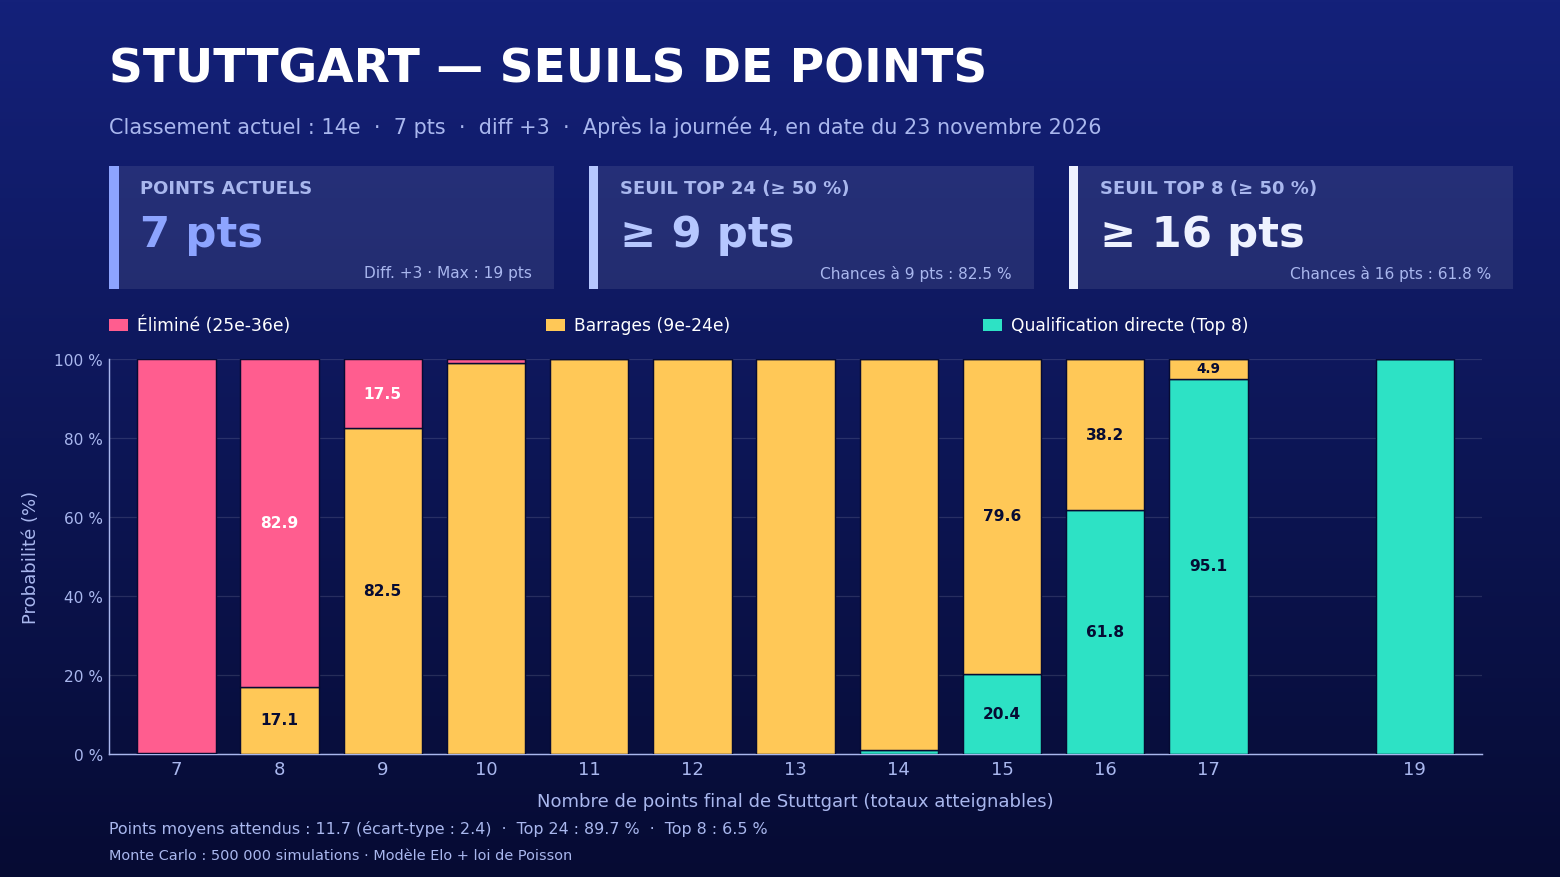 STUTTGART — SEUILS DE POINTS
Classement actuel : 14e · 7 pts · diff +3 · Après la journée 4, en date du 23 novembre 2026
POINTS ACTUELS
7 pts
Diff. +3 · Max : 19 pts
SEUIL TOP 24 (≥ 50 %)
≥ 9 pts
Chances à 9 pts : 82.5 %
SEUIL TOP 8 (≥ 50 %)
≥ 16 pts
Chances à 16 pts : 61.8 %
Éliminé (25e-36e)
Barrages (9e-24e)
Qualification directe (Top 8)
Probabilité (%)
100 %
80 %
60 %
40 %
20 %
0 %
82.9
17.1
17.5
82.5
79.6
20.4
38.2
61.8
4.9
95.1
7 8 9 10 11 12 13 14 15 16 17 19
Nombre de points final de Stuttgart (totaux atteignables)
Points moyens attendus : 11.7 (écart-type : 2.4) · Top 24 : 89.7 % · Top 8 : 6.5 %
Monte Carlo : 500 000 simulations · Modèle Elo + loi de Poisson